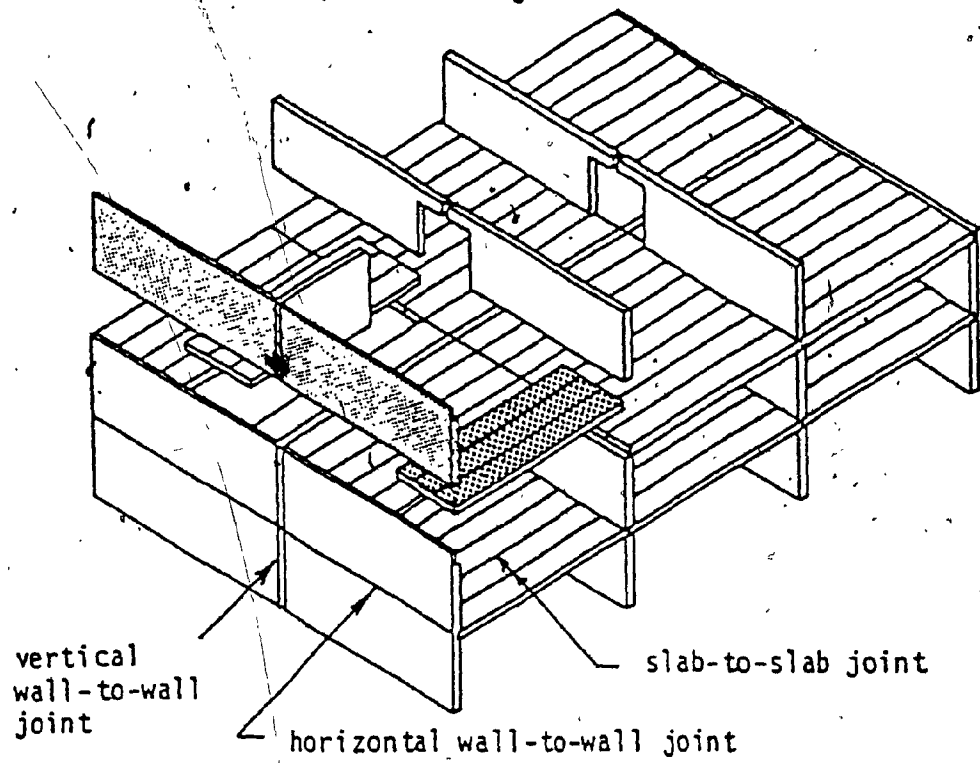 vertical
wall-to-wall
joint
slab-to-slab joint
horizontal wall-to-wall joint